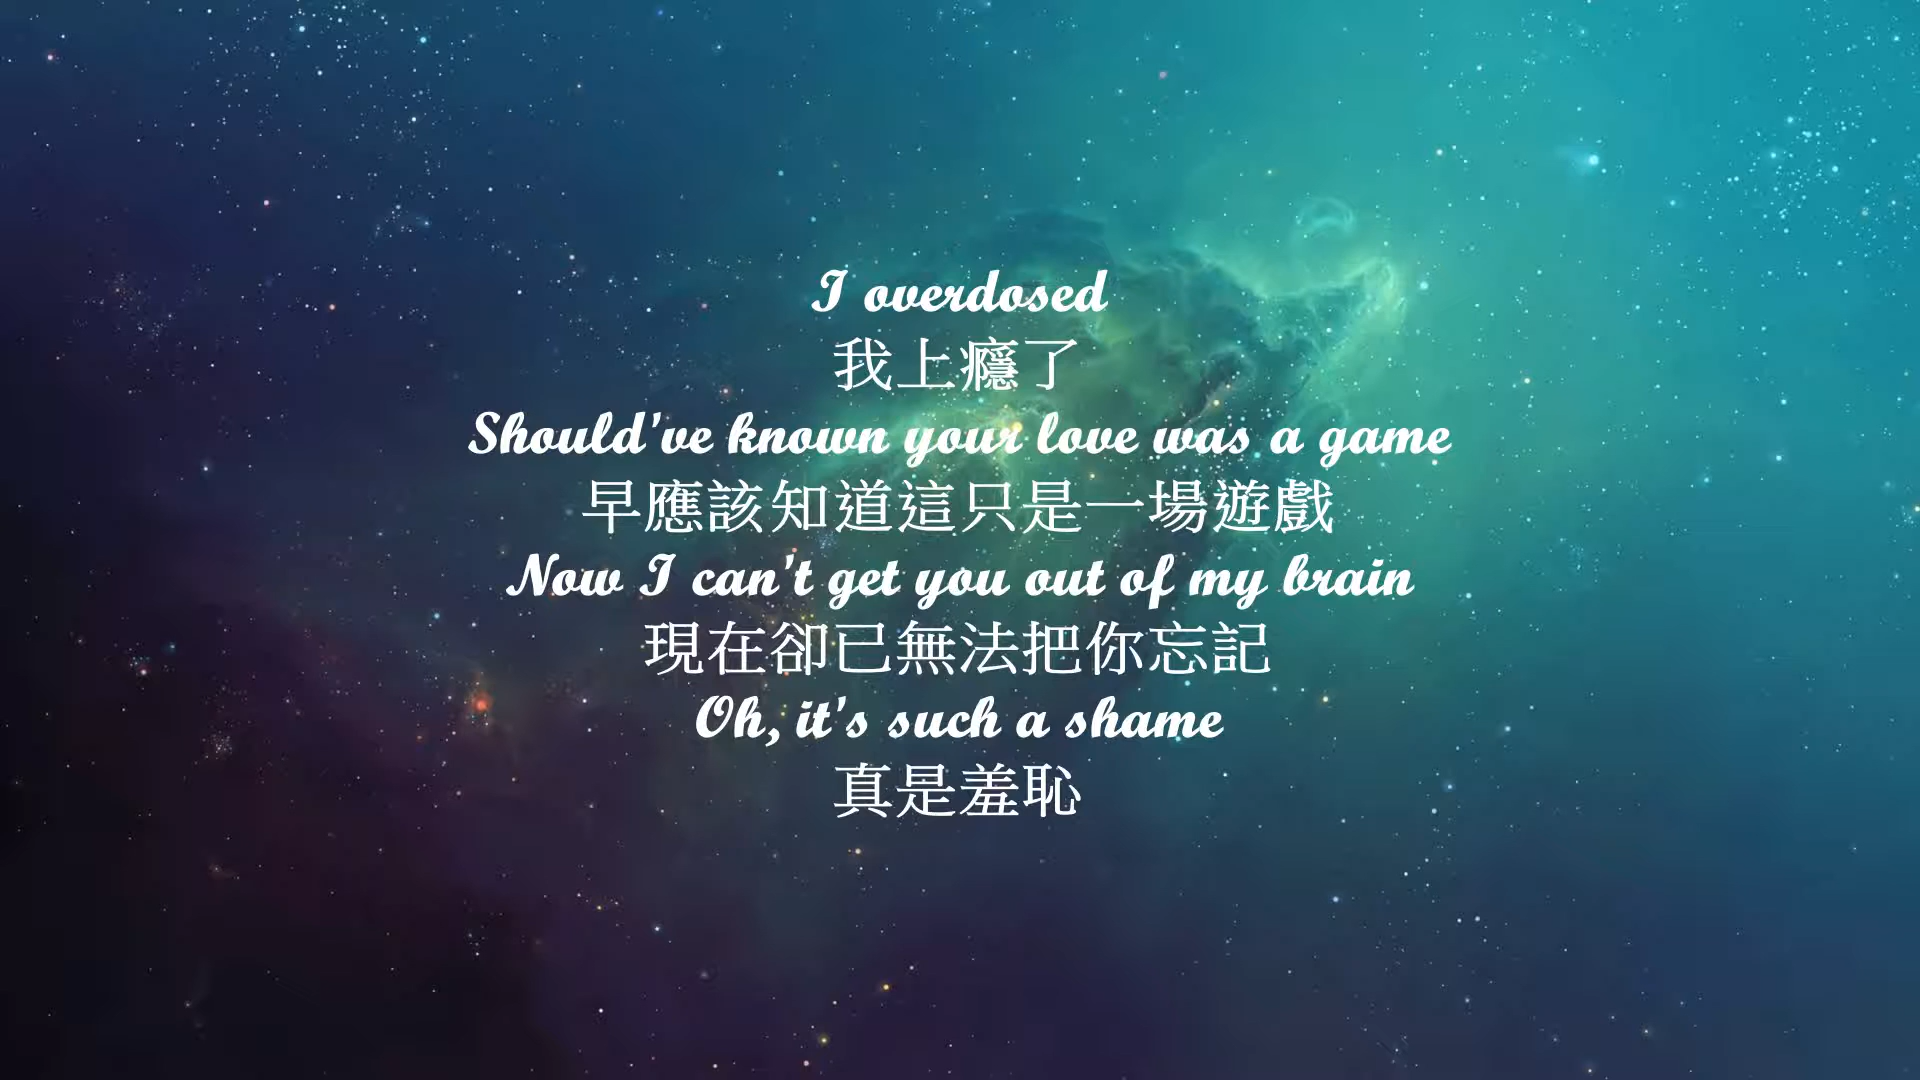 I overdosed
我上癮了
Should've known your love was a game
早應該知道這只是一場遊戲
Now I can't get you out of my brain
現在卻已無法把你忘記
Oh, it's such a shame
真是羞恥